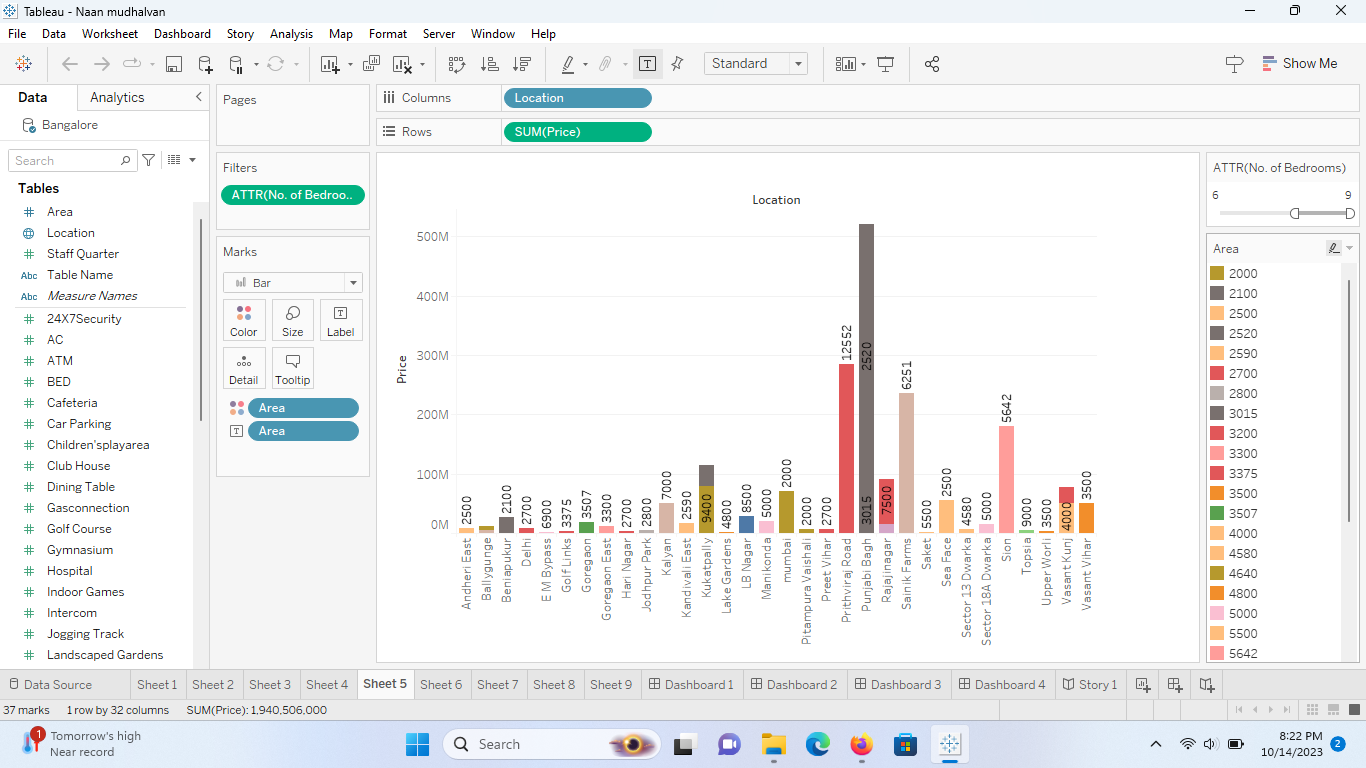 Tableau - Naan mudhalvan
File Data Worksheet Dashboard Story Analysis Map Format Server Window Help
Standard
Show Me
Data Analytics
Bangalore
Search
Tables
Area
Location
Staff Quarter
Abc Table Name
Abc Measure Names
24X7Security
AC
ATM
BED
Cafeteria
Car Parking
Children'splayarea
Club House
Dining Table
Gasconnection
Golf Course
Gymnasium
Hospital
Indoor Games
Intercom
Jogging Track
Landscaped Gardens
Pages
Filters
ATTR(No. of Bedroo..
Marks
Bar
Color Size Label
Detail Tooltip
Area
Area
Columns Location
Rows SUM(Price)
Location
Price
500M
400M
300M
200M
100M
0M
2500
2100
2700
6900
3375
3507
3300
2700
2800
7000
2590
9400
4800
8500
5000
2000
2000
2700
12552
2520
3015
7500
6251
5500
2500
4580
5000
5642
9000
3500
4000
3500
Andheri East
Ballygunge
Beniapukur
Delhi
E M Bypass
Golf Links
Goregaon
Goregaon East
Hari Nagar
Jodhpur Park
Kalyan
Kandivali East
Kukatpally
Lake Gardens
LB Nagar
Manikonda
mumbai
Pitampura Vaishali
Preet Vihar
Prithviraj Road
Punjabi Bagh
Rajajinagar
Sainik Farms
Saket
Sea Face
Sector 13 Dwarka
Sector 18A Dwarka
Sion
Topsia
Upper Worli
Vasant Kunj
Vasant Vihar
ATTR(No. of Bedrooms)
6 9
Area
2000
2100
2500
2520
2590
2700
2800
3015
3200
3300
3375
3500
3507
4000
4580
4640
4800
5000
5500
5642
Data Source Sheet 1 Sheet 2 Sheet 3 Sheet 4 Sheet 5 Sheet 6 Sheet 7 Sheet 8 Sheet 9 Dashboard 1 Dashboard 2 Dashboard 3 Dashboard 4 Story 1
37 marks 1 row by 32 columns SUM(Price): 1,940,506,000
1
Tomorrow's high
Near record
Search
8:22 PM
10/14/2023
2